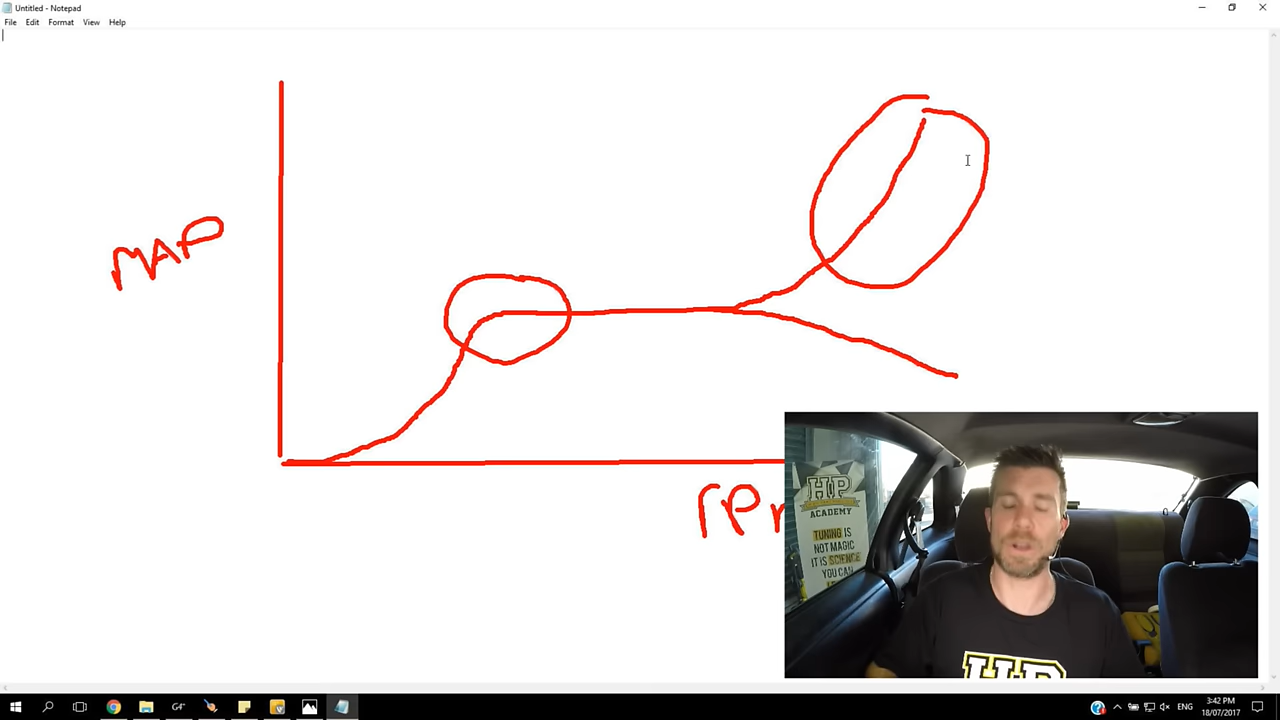 Untitled - Notepad
File Edit Format View Help
MAP
rP
HP
ACADEMY
TUNING IS
NOT MAGIC
IT IS SCIENCE
YOU CAN
HP
3:42 PM
ENG
18/07/2017